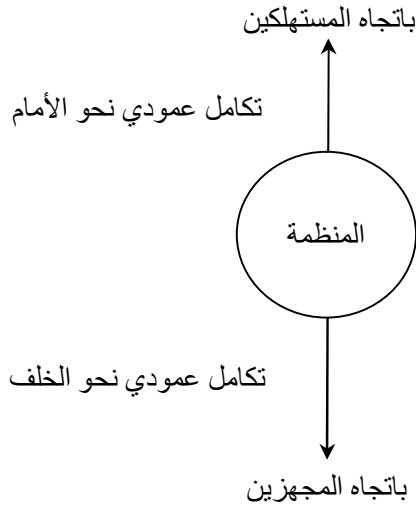 باتجاه المستهلكين
تكامل عمودي نحو الأمام
المنظمة
تكامل عمودي نحو الخلف
باتجاه المجهزين